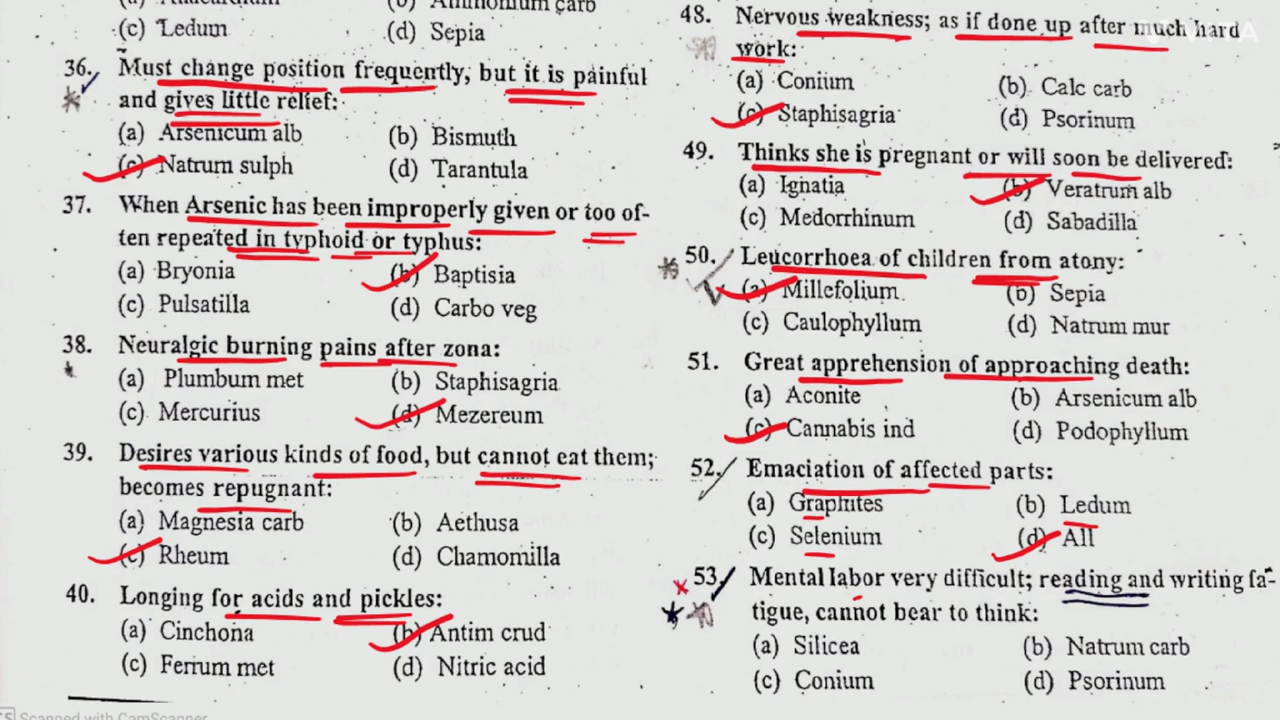 (c) Ledum (d) Sepia
36. Must change position frequently, but it is painful
and gives little relief:
(a) Arsenicum alb (b) Bismuth
(c) Natrum sulph (d) Tarantula
37. When Arsenic has been improperly given or too of-
ten repeated in typhoid or typhus:
(a) Bryonia (b) Baptisia
(c) Pulsatilla (d) Carbo veg
38. Neuralgic burning pains after zona:
(a) Plumbum met (b) Staphisagria
(c) Mercurius (d) Mezereum
39. Desires various kinds of food, but cannot eat them;
becomes repugnant:
(a) Magnesia carb (b) Aethusa
(c) Rheum (d) Chamomilla
40. Longing for acids and pickles:
(a) Cinchona (b) Antim crud
(c) Ferrum met (d) Nitric acid
CS Scanned with CamScanner
48. Nervous weakness; as if done up after much hard
work:
(a) Conium (b) Calc carb
(c) Staphisagria (d) Psorinum
49. Thinks she is pregnant or will soon be delivered:
(a) Ignatia (b) Veratrum alb
(c) Medorrhinum (d) Sabadilla
50. Leucorrhoea of children from atony:
(a) Millefolium (b) Sepia
(c) Caulophyllum (d) Natrum mur
51. Great apprehension of approaching death:
(a) Aconite (b) Arsenicum alb
(c) Cannabis ind (d) Podophyllum
52. Emaciation of affected parts:
(a) Graphites (b) Ledum
(c) Selenium (d) All
53. Mental labor very difficult; reading and writing fa-
tigue, cannot bear to think:
(a) Silicea (b) Natrum carb
(c) Conium (d) Psorinum